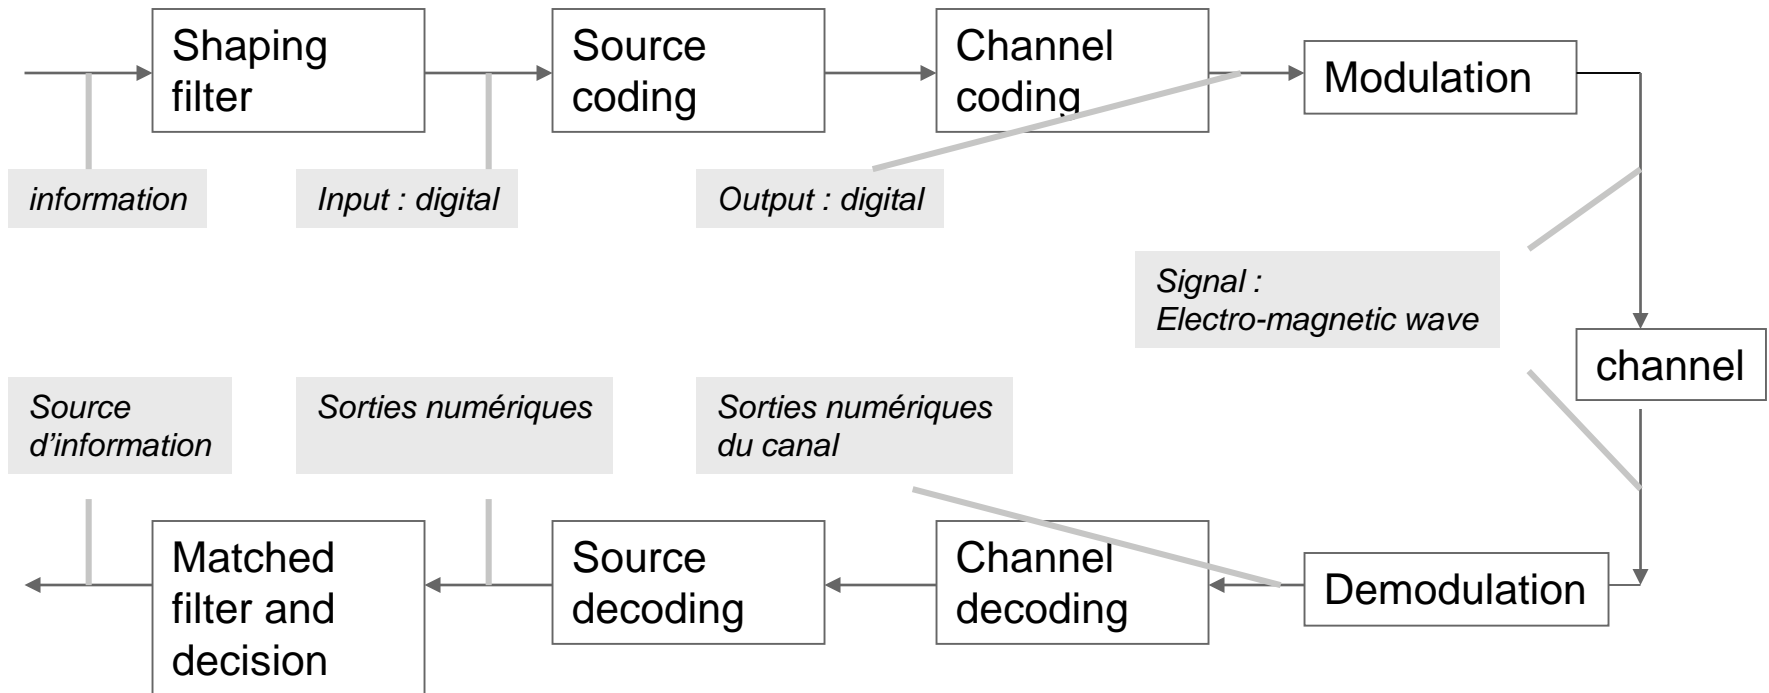 Shaping
filter
Source
coding
Channel
coding
Modulation
information
Input : digital
Output : digital
Signal :
Electro-magnetic wave
channel
Source
d’information
Sorties numériques
Sorties numériques
du canal
Matched
filter and
decision
Source
decoding
Channel
decoding
Demodulation